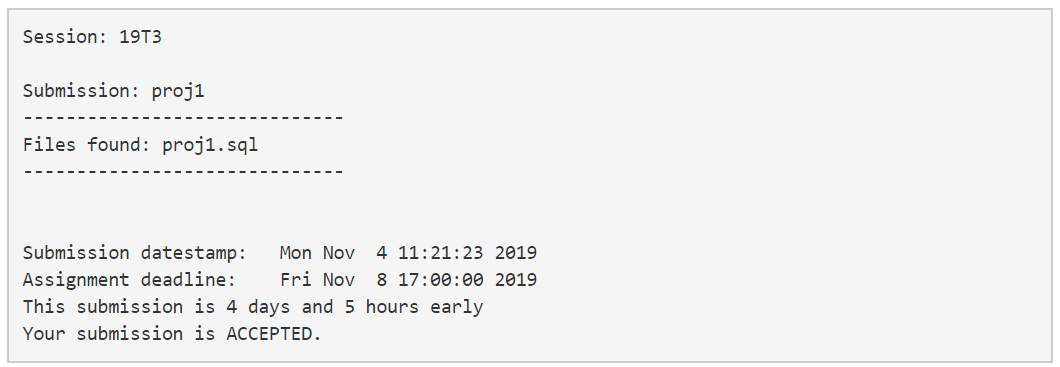 Session: 19T3
Submission: proj1
------------------------------
Files found: proj1.sql
------------------------------
Submission datestamp:   Mon Nov  4 11:21:23 2019
Assignment deadline:    Fri Nov  8 17:00:00 2019
This submission is 4 days and 5 hours early
Your submission is ACCEPTED.